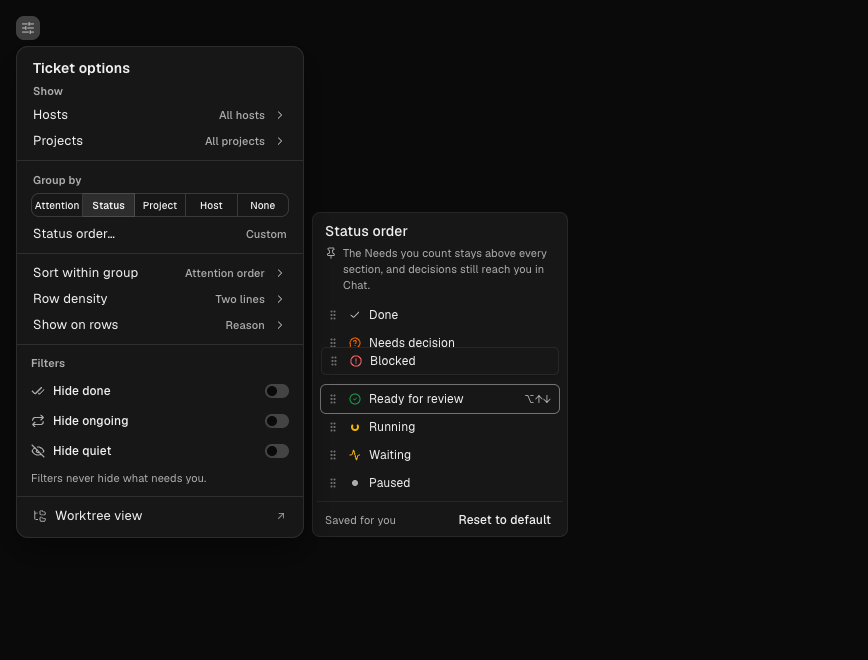 Ticket options
Show
Hosts All hosts
Projects All projects
Group by
Attention Status Project Host None
Status order… Custom
Sort within group Attention order
Row density Two lines
Show on rows Reason
Filters
Hide done
Hide ongoing
Hide quiet
Filters never hide what needs you.
Worktree view
Status order
The Needs you count stays above every
section, and decisions still reach you in
Chat.
Done
Needs decision
Blocked
Ready for review ⌥↑↓
Running
Waiting
Paused
Saved for you Reset to default